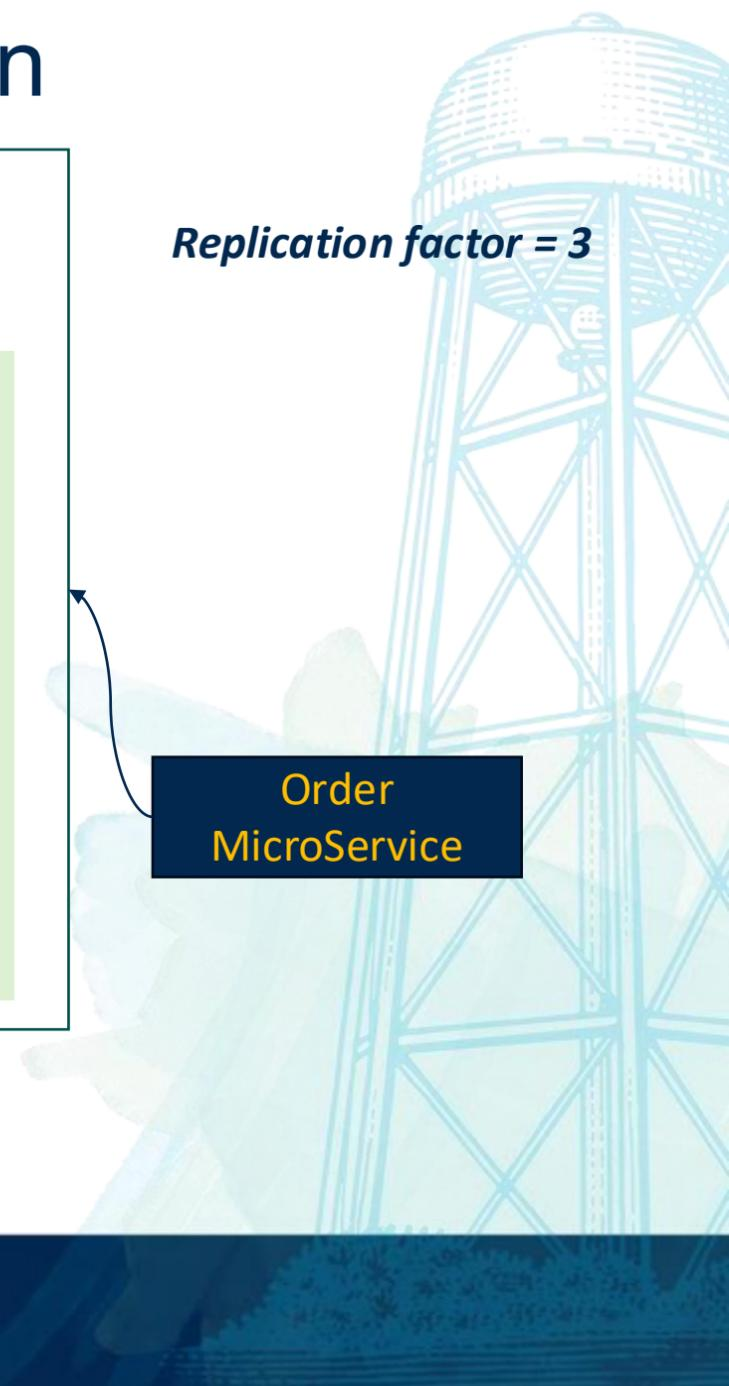 n
Replication factor = 3
Order
MicroService